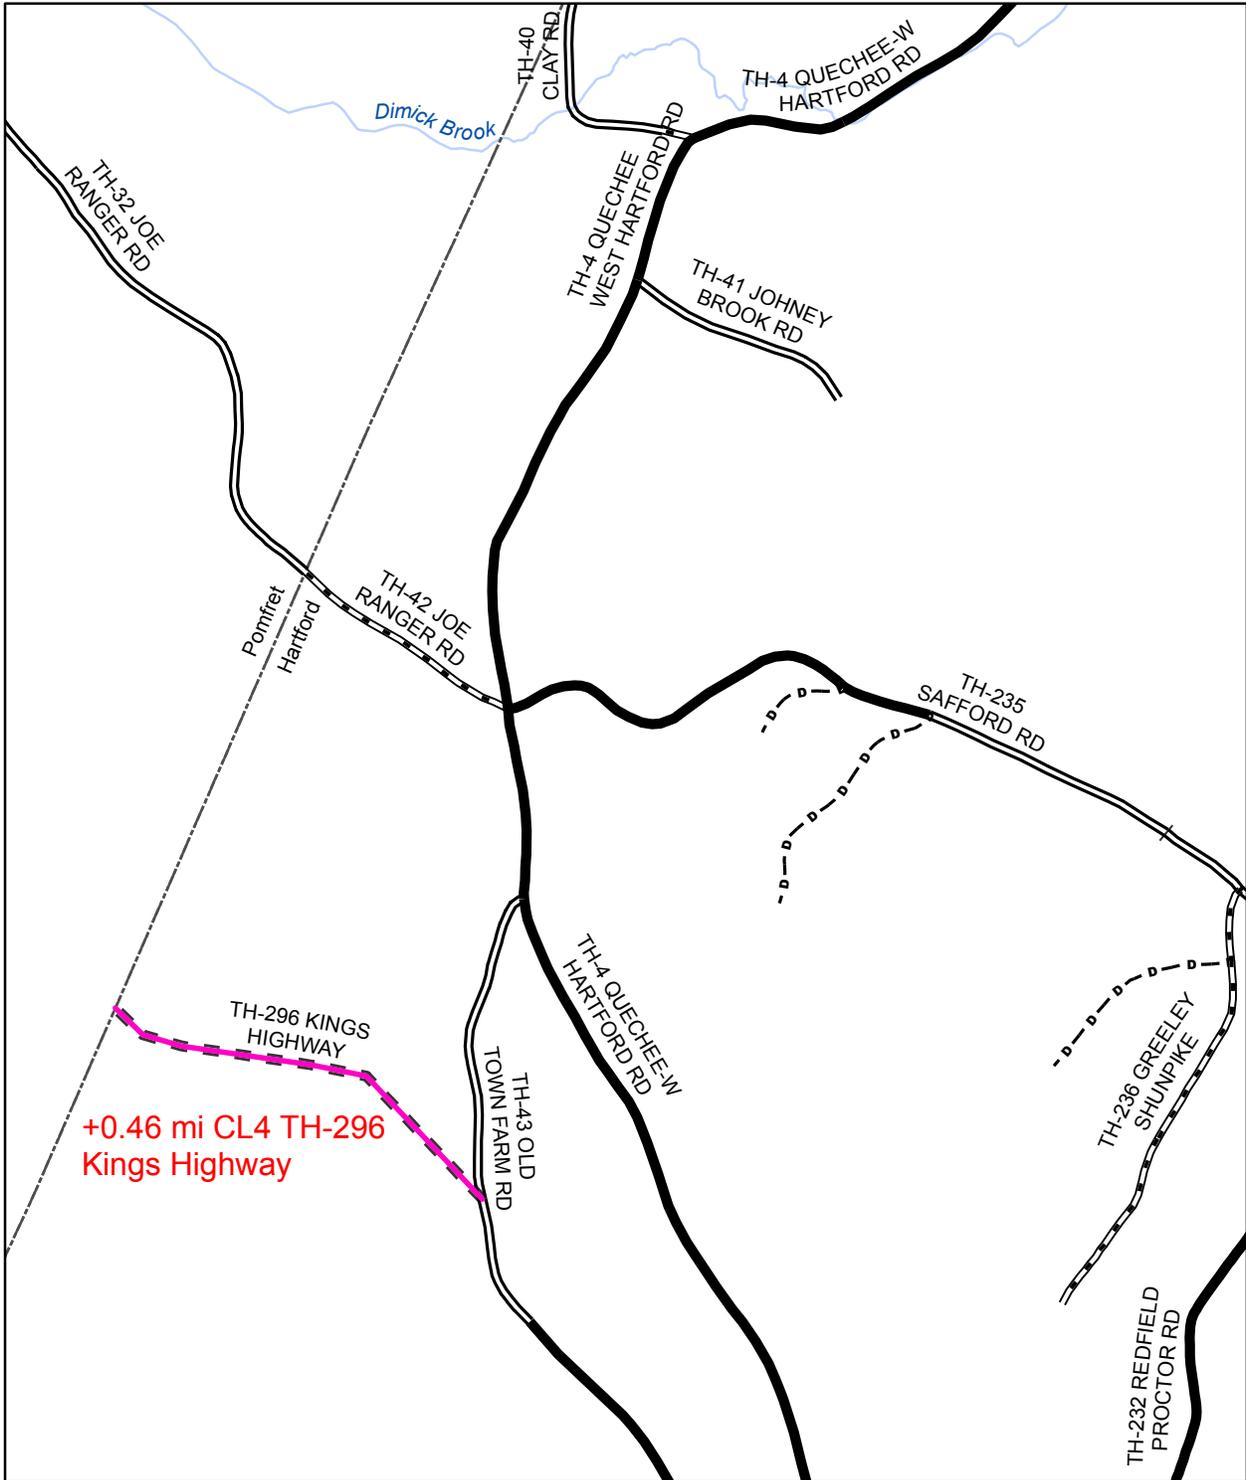 TH-40
CLAY RD
TH-4 QUECHEE-W
HARTFORD RD
Dimick Brook
TH-32 JOE
RANGER RD
TH-4 QUECHEE
WEST HARTFORD RD
TH-41 JOHNEY
BROOK RD
Pomfret
Hartford
TH-42 JOE
RANGER RD
TH-235
SAFFORD RD
D
D
D
D
D
D
D
D
TH-4 QUECHEE-W
HARTFORD RD
TH-296 KINGS
HIGHWAY
D
D
D
D
D
TH-43 OLD
TOWN FARM RD
TH-236 GREELEY
SHUNPIKE
+0.46 mi CL4 TH-296
Kings Highway
TH-232 REDFIELD
PROCTOR RD